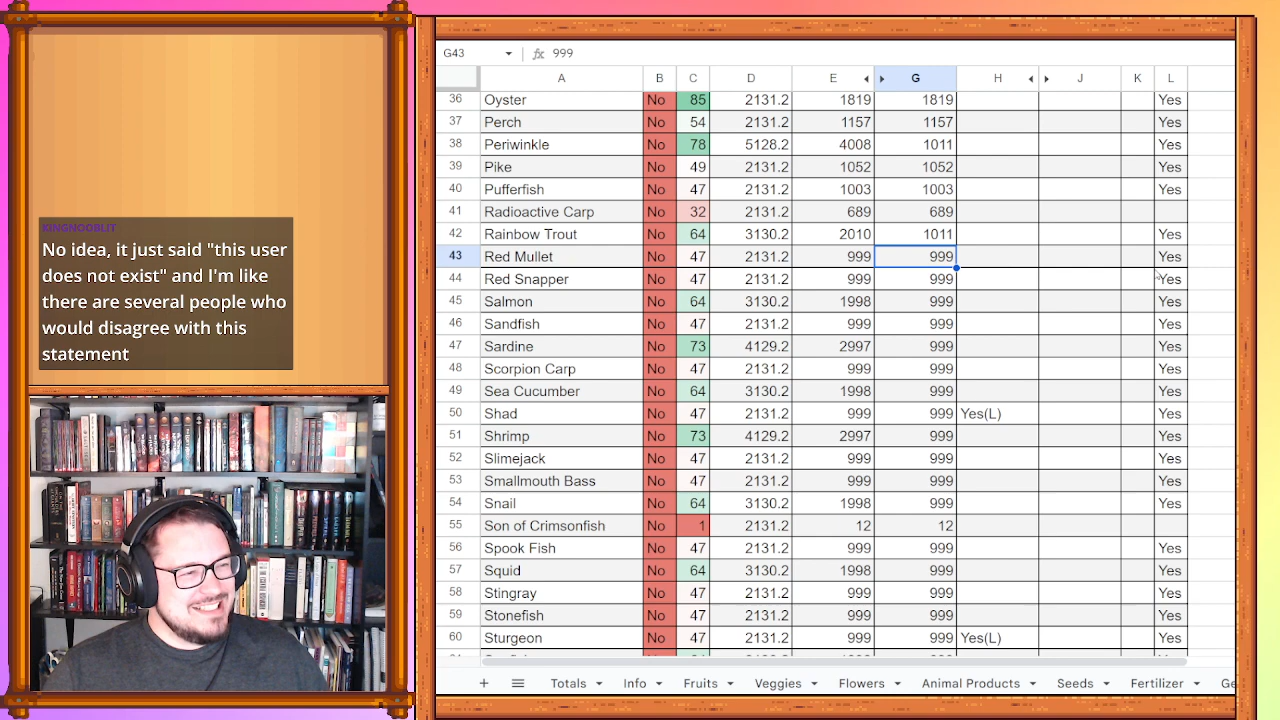 KINGNOOBLIT
No idea, it just said "this user
does not exist" and I'm like
there are several people who
would disagree with this
statement
G43 fx 999
A B C D E G H J K L
36 Oyster No 85 2131.2 1819 1819 Yes
37 Perch No 54 2131.2 1157 1157 Yes
38 Periwinkle No 78 5128.2 4008 1011 Yes
39 Pike No 49 2131.2 1052 1052 Yes
40 Pufferfish No 47 2131.2 1003 1003 Yes
41 Radioactive Carp No 32 2131.2 689 689
42 Rainbow Trout No 64 3130.2 2010 1011 Yes
43 Red Mullet No 47 2131.2 999 999 Yes
44 Red Snapper No 47 2131.2 999 999 Yes
45 Salmon No 64 3130.2 1998 999 Yes
46 Sandfish No 47 2131.2 999 999 Yes
47 Sardine No 73 4129.2 2997 999 Yes
48 Scorpion Carp No 47 2131.2 999 999 Yes
49 Sea Cucumber No 64 3130.2 1998 999 Yes
50 Shad No 47 2131.2 999 999 Yes(L) Yes
51 Shrimp No 73 4129.2 2997 999 Yes
52 Slimejack No 47 2131.2 999 999 Yes
53 Smallmouth Bass No 47 2131.2 999 999 Yes
54 Snail No 64 3130.2 1998 999 Yes
55 Son of Crimsonfish No 1 2131.2 12 12
56 Spook Fish No 47 2131.2 999 999 Yes
57 Squid No 64 3130.2 1998 999 Yes
58 Stingray No 47 2131.2 999 999 Yes
59 Stonefish No 47 2131.2 999 999 Yes
60 Sturgeon No 47 2131.2 999 999 Yes(L) Yes
+ Totals Info Fruits Veggies Flowers Animal Products Seeds Fertilizer Ge